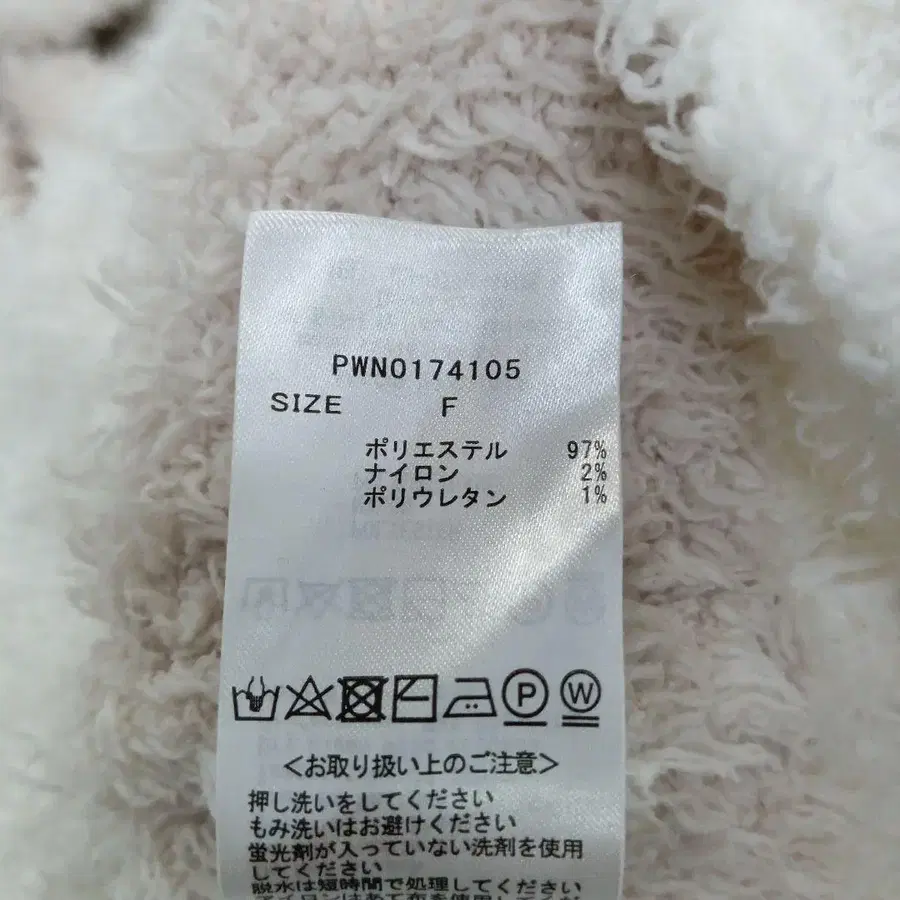 PWN0174105
SIZE F
ポリエステル 97%
ナイロン 2%
ポリウレタン 1%
P W
＜お取り扱い上のご注意＞
押し洗いをしてください
もみ洗いはお避けください
蛍光剤が入っていない洗剤を使用
してください
脱水は短時間で処理してください